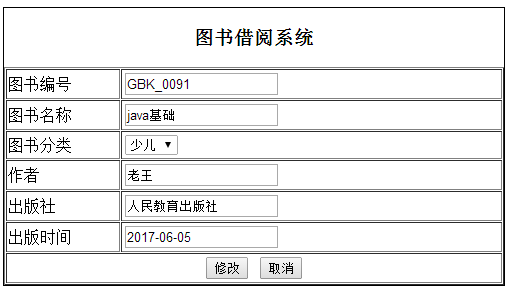 图书借阅系统
图书编号 GBK_0091
图书名称 java基础
图书分类 少儿
作者 老王
出版社 人民教育出版社
出版时间 2017-06-05
修改 取消